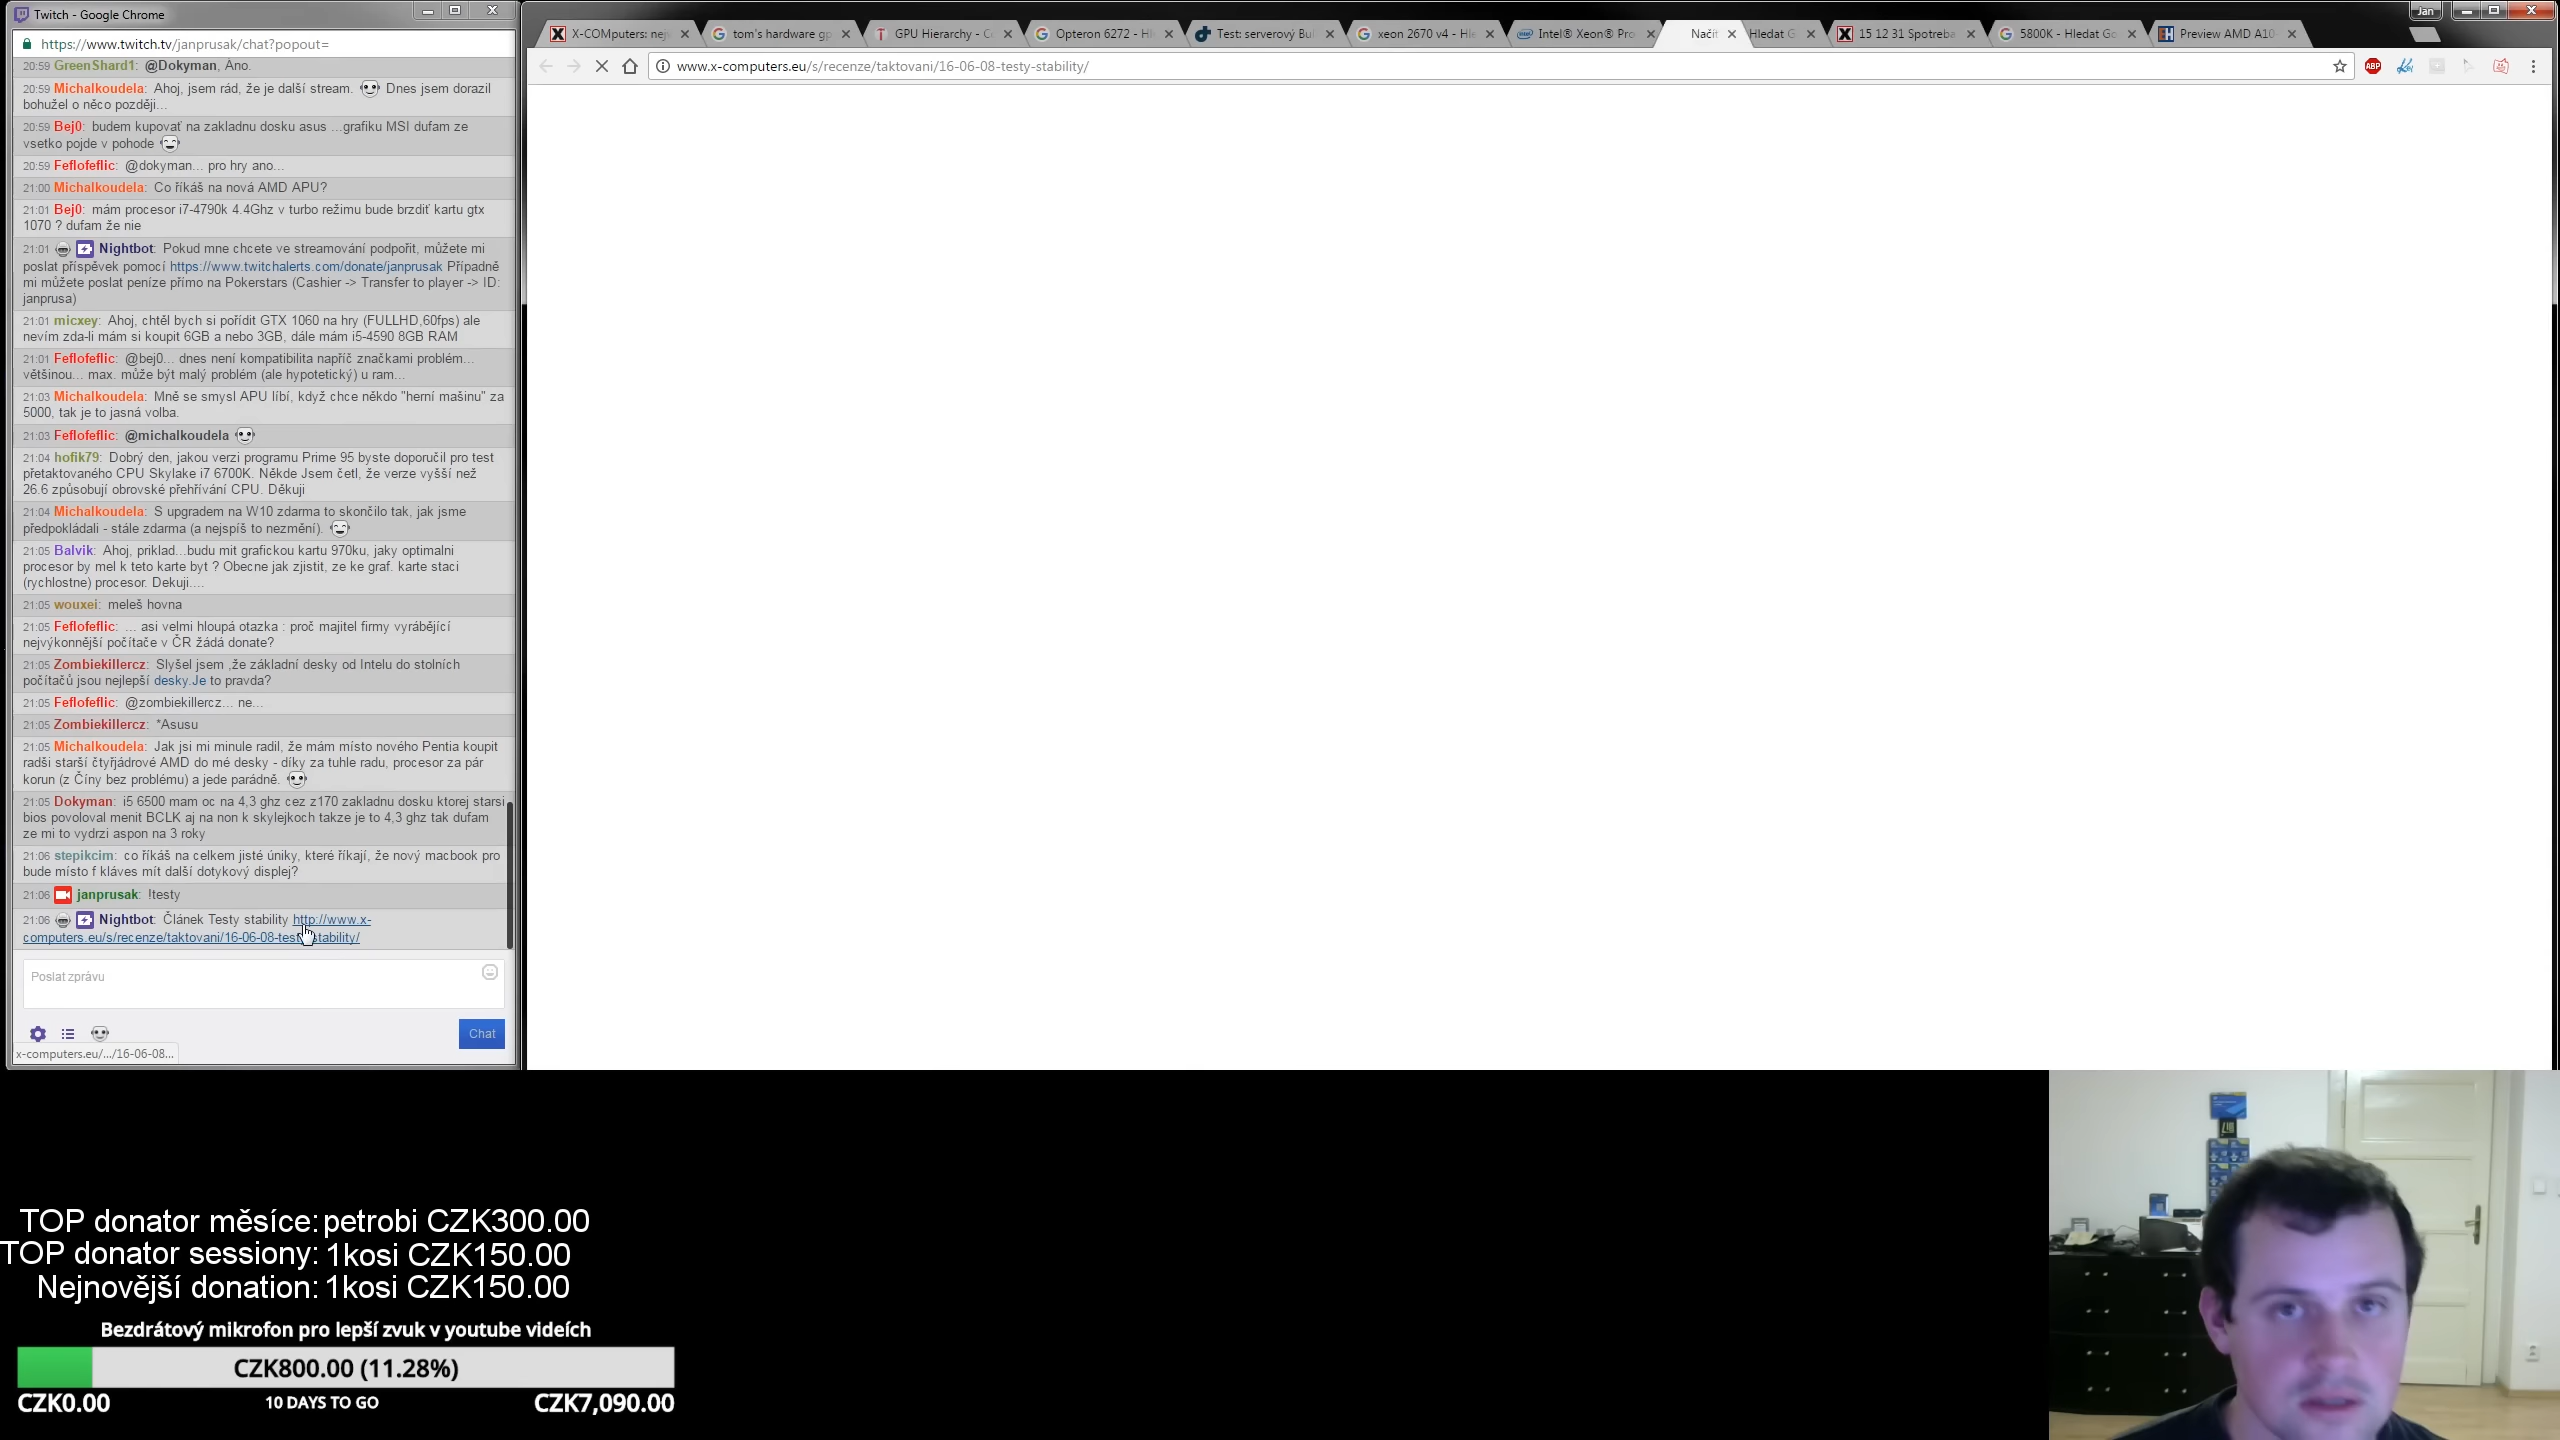 Twitch - Google Chrome
https://www.twitch.tv/janprusak/chat?popout=
20:59 GreenShard1: @Dokyman, Ano.
20:59 Michalkoudela: Ahoj, jsem rád, že je další stream. Dnes jsem dorazil
bohužel o něco později...
20:59 Bej0: budem kupovať na zakladnu dosku asus ...grafiku MSI dufam ze
vsetko pojde v pohode
20:59 Feflofeflic: @dokyman... pro hry ano...
21:00 Michalkoudela: Co říkáš na nová AMD APU?
21:01 Bej0: mám procesor i7-4790k 4.4Ghz v turbo režimu bude brzdiť kartu gtx
1070 ? dufam že nie
21:01 Nightbot: Pokud mne chcete ve streamování podpořit, můžete mi
poslat příspěvek pomocí https://www.twitchalerts.com/donate/janprusak Případně
mi můžete poslat peníze přímo na Pokerstars (Cashier -> Transfer to player -> ID:
janprusa)
21:01 micxey: Ahoj, chtěl bych si pořídit GTX 1060 na hry (FULLHD,60fps) ale
nevím zda-li mám si koupit 6GB a nebo 3GB, dále mám i5-4590 8GB RAM
21:01 Feflofeflic: @bej0... dnes není kompatibilita napříč značkami problém...
většinou... max. může být malý problém (ale hypotetický) u ram...
21:03 Michalkoudela: Mně se smysl APU líbí, když chce někdo "herní mašinu" za
5000, tak je to jasná volba.
21:03 Feflofeflic: @michalkoudela
21:04 hofik79: Dobrý den, jakou verzi programu Prime 95 byste doporučil pro test
přetaktovaného CPU Skylake i7 6700K. Někde Jsem četl, že verze vyšší než
26.6 způsobují obrovské přehřívání CPU. Děkuji
21:04 Michalkoudela: S upgradem na W10 zdarma to skončilo tak, jak jsme
předpokládali - stále zdarma (a nejspíš to nezmění).
21:05 Balvik: Ahoj, priklad...budu mit grafickou kartu 970ku, jaky optimalni
procesor by mel k teto karte byt ? Obecne jak zjistit, ze ke graf. karte staci
(rychlostne) procesor. Dekuji....
21:05 wouxei: meleš hovna
21:05 Feflofeflic: ... asi velmi hloupá otazka : proč majitel firmy vyrábějící
nejvýkonnější počítače v ČR žádá donate?
21:05 Zombiekillercz: Slyšel jsem ,že základní desky od Intelu do stolních
počítačů jsou nejlepší desky.Je to pravda?
21:05 Feflofeflic: @zombiekillercz... ne...
21:05 Zombiekillercz: *Asusu
21:05 Michalkoudela: Jak jsi mi minule radil, že mám místo nového Pentia koupit
radši starší čtyřjádrové AMD do mé desky - díky za tuhle radu, procesor za pár
korun (z Číny bez problému) a jede parádně.
21:05 Dokyman: i5 6500 mam oc na 4,3 ghz cez z170 zakladnu dosku ktorej starsi
bios povoloval menit BCLK aj na non k skylejkoch takze je to 4,3 ghz tak dufam
ze mi to vydrzi aspon na 3 roky
21:06 stepikcim: co říkáš na celkem jisté úniky, které říkají, že nový macbook pro
bude místo f kláves mít další dotykový displej?
21:06 janprusak: !testy
21:06 Nightbot: Článek Testy stability http://www.x-
computers.eu/s/recenze/taktovani/16-06-08-testy-stability/
Poslat zprávu
Chat
x-computers.eu/.../16-06-08...
X-COMputers: nej
tom's hardware gp
GPU Hierarchy - C
Opteron 6272 - Hl
Test: serverový Bu
xeon 2670 v4 - Hle
Intel® Xeon® Pro
Načít
Hledat G
15 12 31 Spotreba
5800K - Hledat Go
Preview AMD A10-
Jan
www.x-computers.eu/s/recenze/taktovani/16-06-08-testy-stability/
ABP
TOP donator měsíce: petrobi CZK300.00
TOP donator sessiony: 1kosi CZK150.00
Nejnovější donation: 1kosi CZK150.00
Bezdrátový mikrofon pro lepší zvuk v youtube videích
CZK800.00 (11.28%)
CZK0.00
10 DAYS TO GO
CZK7,090.00